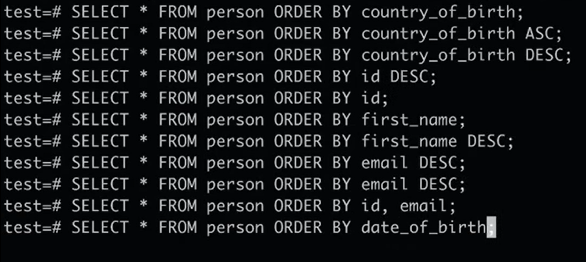 test=# SELECT * FROM person ORDER BY country_of_birth;
test=# SELECT * FROM person ORDER BY country_of_birth ASC;
test=# SELECT * FROM person ORDER BY country_of_birth DESC;
test=# SELECT * FROM person ORDER BY id DESC;
test=# SELECT * FROM person ORDER BY id;
test=# SELECT * FROM person ORDER BY first_name;
test=# SELECT * FROM person ORDER BY first_name DESC;
test=# SELECT * FROM person ORDER BY email DESC;
test=# SELECT * FROM person ORDER BY email DESC;
test=# SELECT * FROM person ORDER BY id, email;
test=# SELECT * FROM person ORDER BY date_of_birth;